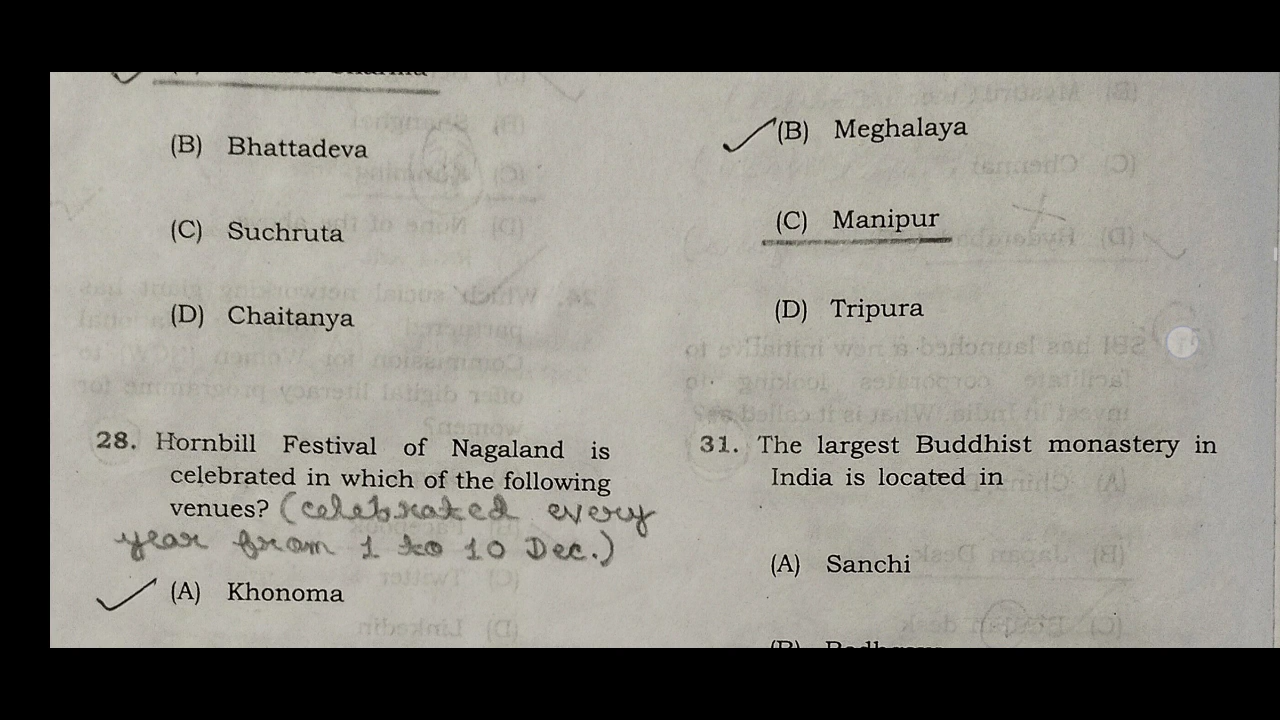 (B) Bhattadeva
(C) Suchruta
(D) Chaitanya
28. Hornbill Festival of Nagaland is
celebrated in which of the following
venues? (celebrated every
year from 1 to 10 Dec.)
(A) Khonoma
(B) Meghalaya
(C) Manipur
(D) Tripura
31. The largest Buddhist monastery in
India is located in
(A) Sanchi